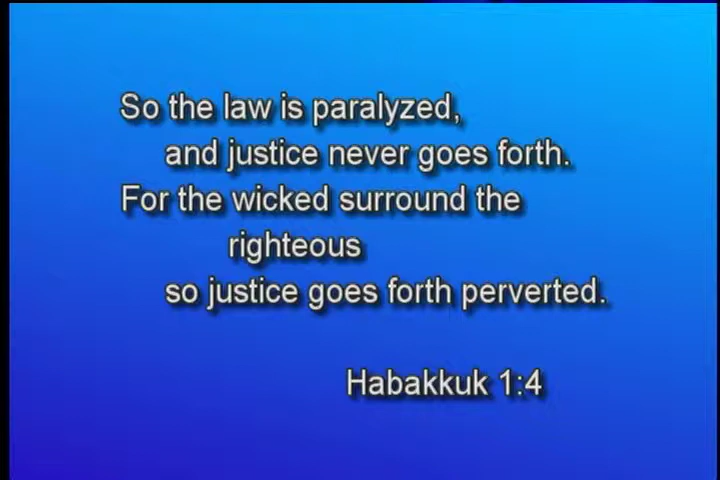 So the law is paralyzed,
and justice never goes forth.
For the wicked surround the
righteous
so justice goes forth perverted.
Habakkuk 1:4